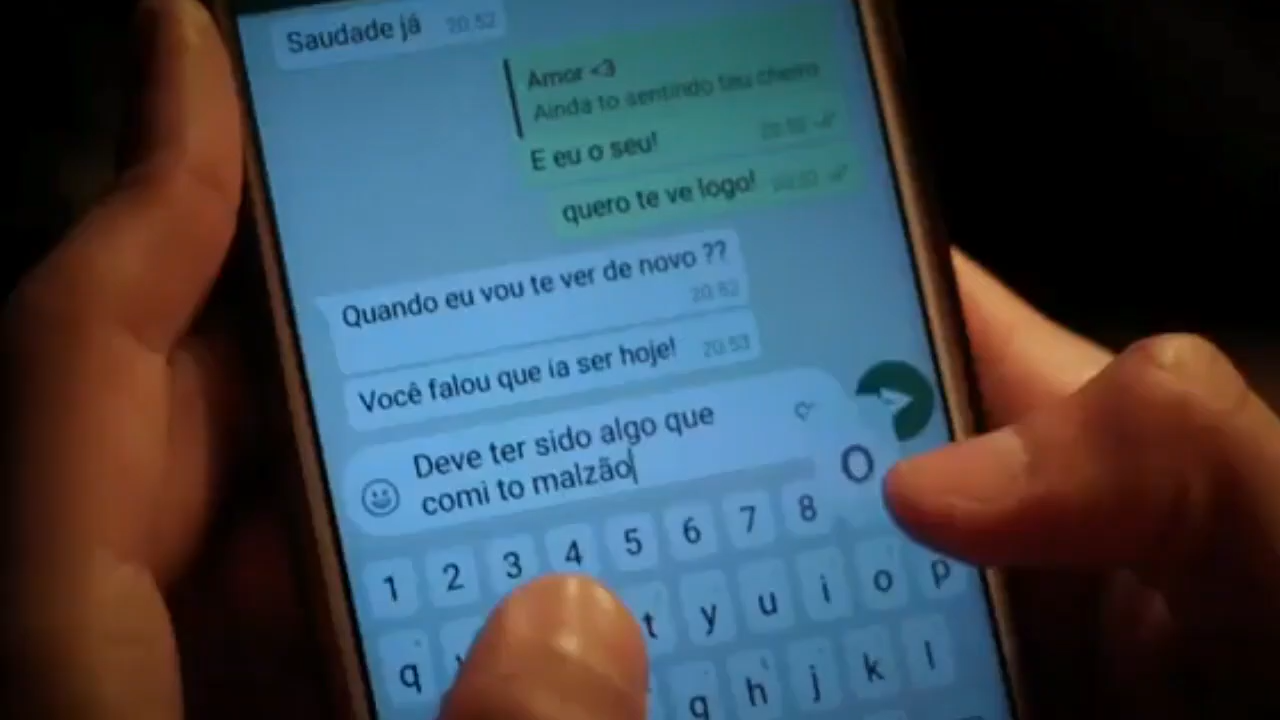 Saudade já 20:52
Amor <3
Ainda to sentindo teu cheiro
E eu o seu!
quero te ve logo!
Quando eu vou te ver de novo ??
20:52
Você falou que ia ser hoje! 20:53
Deve ter sido algo que
comi to malzão
O
1 2 3 4 5 6 7 8
q t y u i o p
g h j k l